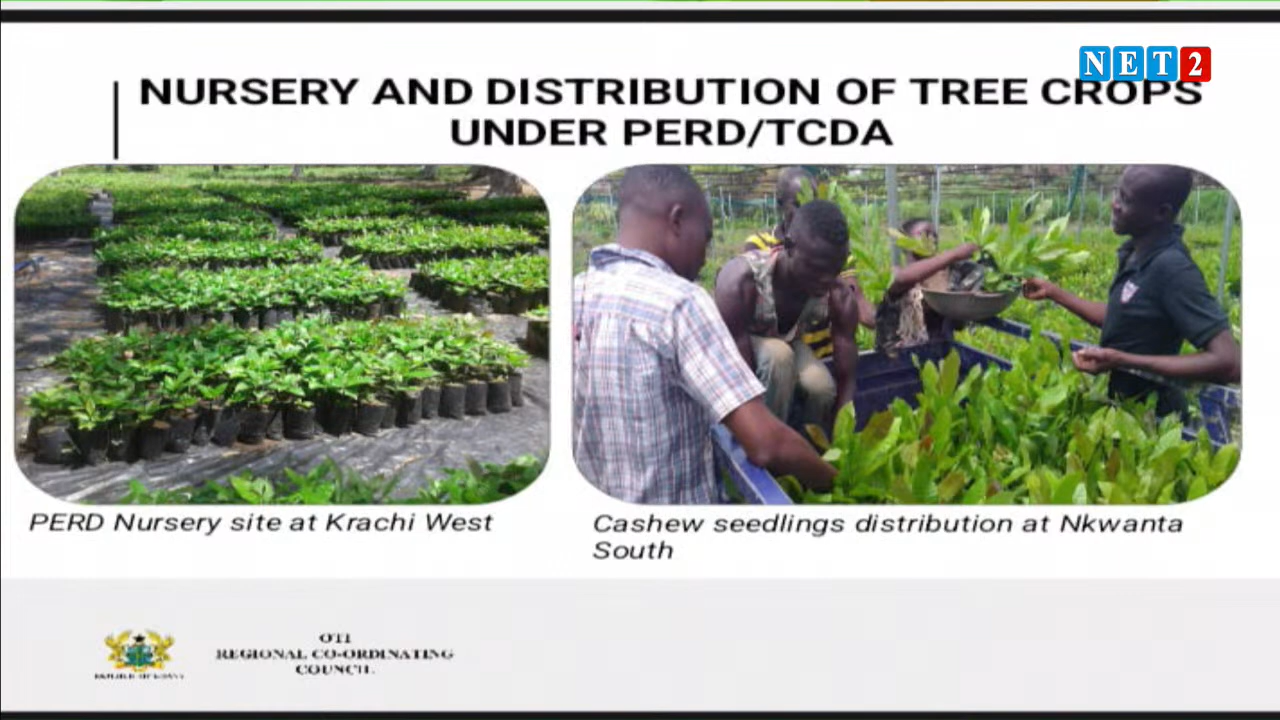 NET2
NURSERY AND DISTRIBUTION OF TREE CROPS
UNDER PERD/TCDA
PERD Nursery site at Krachi West
Cashew seedlings distribution at Nkwanta
South
OTI
REGIONAL CO-ORDINATING
COUNCIL